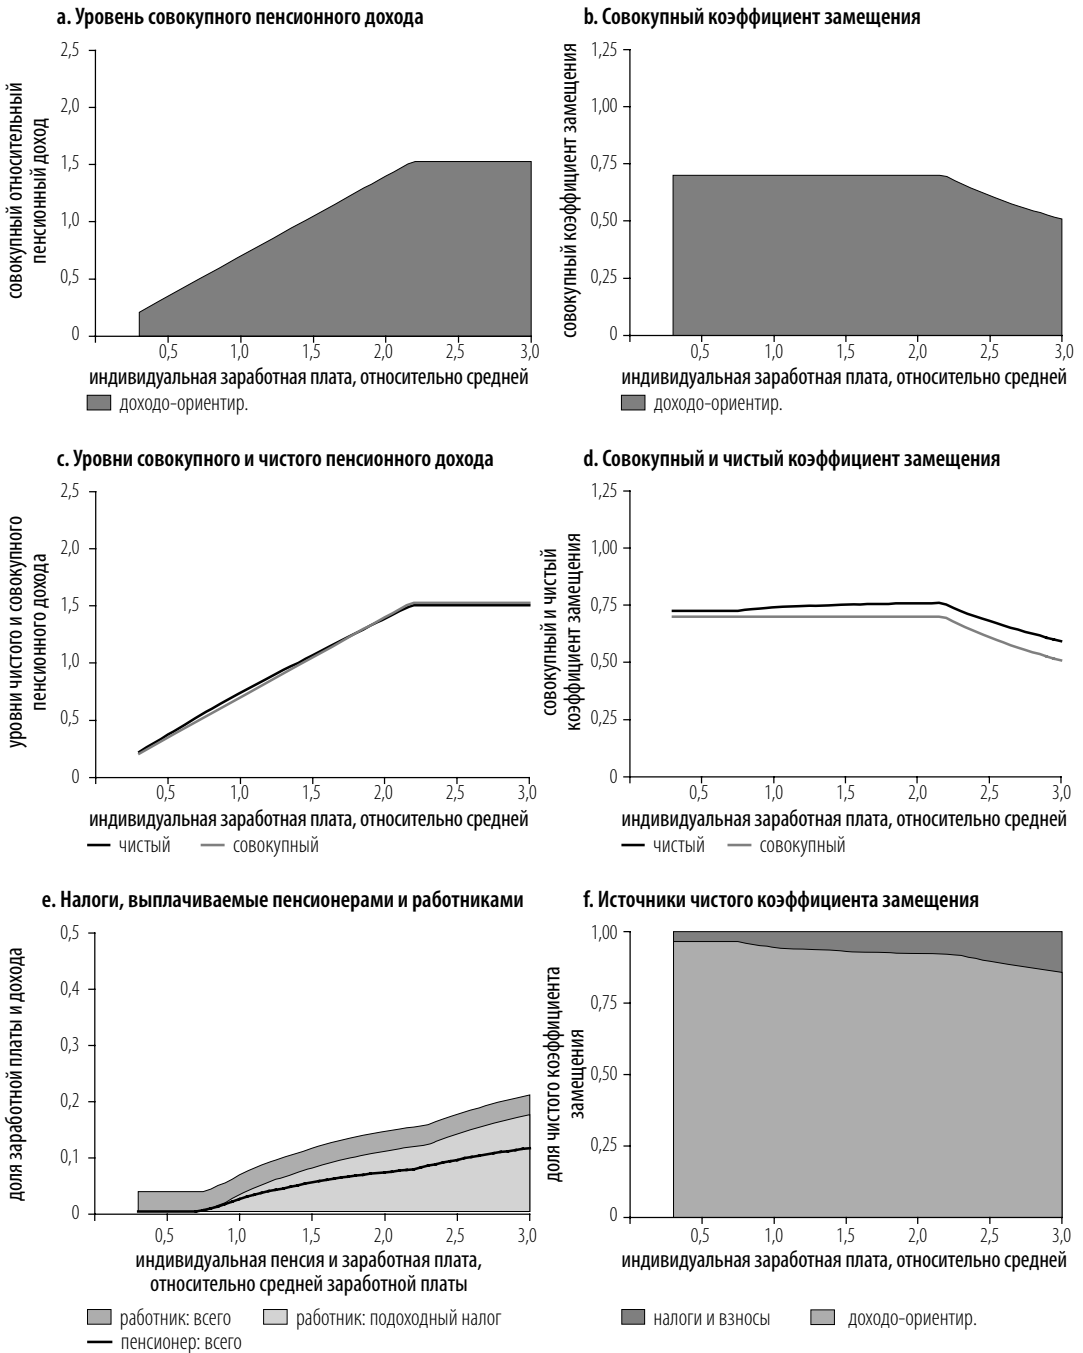 a. Уровень совокупного пенсионного дохода
совокупный относительный
пенсионный доход
2,5
2,0
1,5
1,0
0,5
0
0,5 1,0 1,5 2,0 2,5 3,0
индивидуальная заработная плата, относительно средней
доходо-ориентир.
b. Совокупный коэффициент замещения
совокупный коэффициент замещения
1,25
1,00
0,75
0,50
0,25
0
0,5 1,0 1,5 2,0 2,5 3,0
индивидуальная заработная плата, относительно средней
доходо-ориентир.
c. Уровни совокупного и чистого пенсионного дохода
уровни чистого и совокупного
пенсионного дохода
2,5
2,0
1,5
1,0
0,5
0
0,5 1,0 1,5 2,0 2,5 3,0
индивидуальная заработная плата, относительно средней
чистый совокупный
d. Совокупный и чистый коэффициент замещения
совокупный и чистый
коэффициент замещения
1,25
1,00
0,75
0,50
0,25
0
0,5 1,0 1,5 2,0 2,5 3,0
индивидуальная заработная плата, относительно средней
чистый совокупный
e. Налоги, выплачиваемые пенсионерами и работниками
доля заработной платы и дохода
0,5
0,4
0,3
0,2
0,1
0
0,5 1,0 1,5 2,0 2,5 3,0
индивидуальная пенсия и заработная плата,
относительно средней заработной платы
работник: всего работник: подоходный налог
пенсионер: всего
f. Источники чистого коэффициента замещения
доля чистого коэффициента
замещения
1,00
0,75
0,50
0,25
0
0,5 1,0 1,5 2,0 2,5 3,0
индивидуальная заработная плата, относительно средней
налоги и взносы доходо-ориентир.